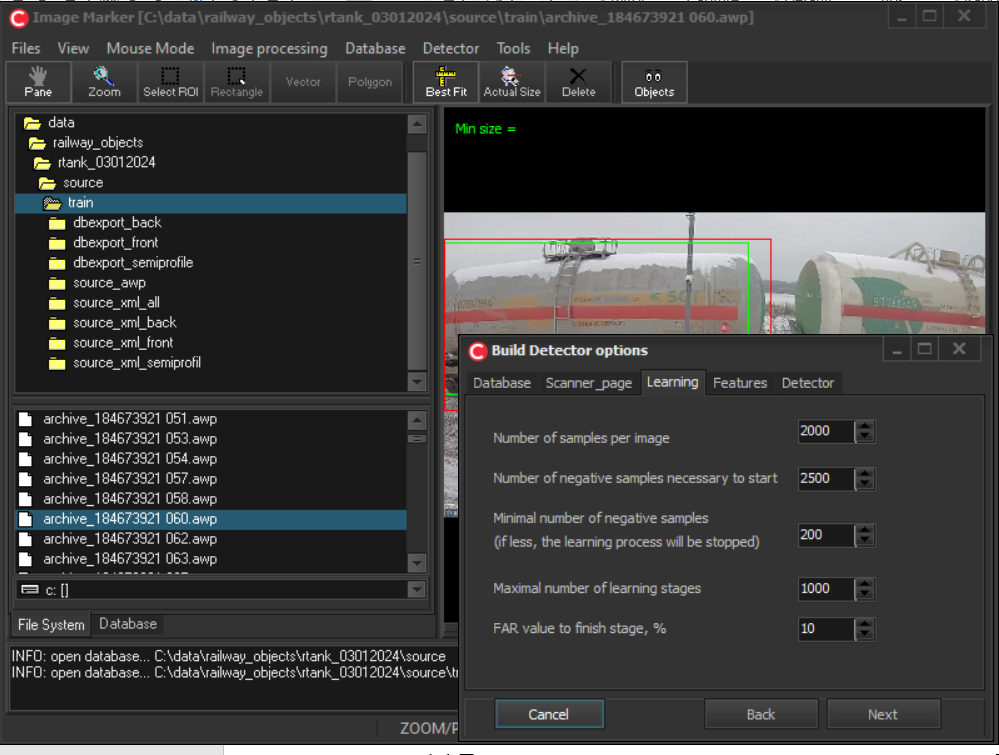 Image Marker [C:\data\railway_objects\rtank_03012024\source\train\archive_184673921 060.awp]
Files View Mouse Mode Image processing Database Detector Tools Help
Pane Zoom Select ROI Rectangle Vector Polygon Best Fit Actual Size Delete Objects
data
railway_objects
rtank_03012024
source
train
dbexport_back
dbexport_front
dbexport_semiprofile
source_awp
source_xml_all
source_xml_back
source_xml_front
source_xml_semiprofil
archive_184673921 051.awp
archive_184673921 053.awp
archive_184673921 054.awp
archive_184673921 057.awp
archive_184673921 058.awp
archive_184673921 060.awp
archive_184673921 062.awp
archive_184673921 063.awp
c: []
File System Database
INFO: open database... C:\data\railway_objects\rtank_03012024\source
INFO: open database... C:\data\railway_objects\rtank_03012024\source\tr
ZOOM/P
Min size =
Build Detector options
Database Scanner_page Learning Features Detector
Number of samples per image 2000
Number of negative samples necessary to start 2500
Minimal number of negative samples
(if less, the learning process will be stopped) 200
Maximal number of learning stages 1000
FAR value to finish stage, % 10
Cancel Back Next